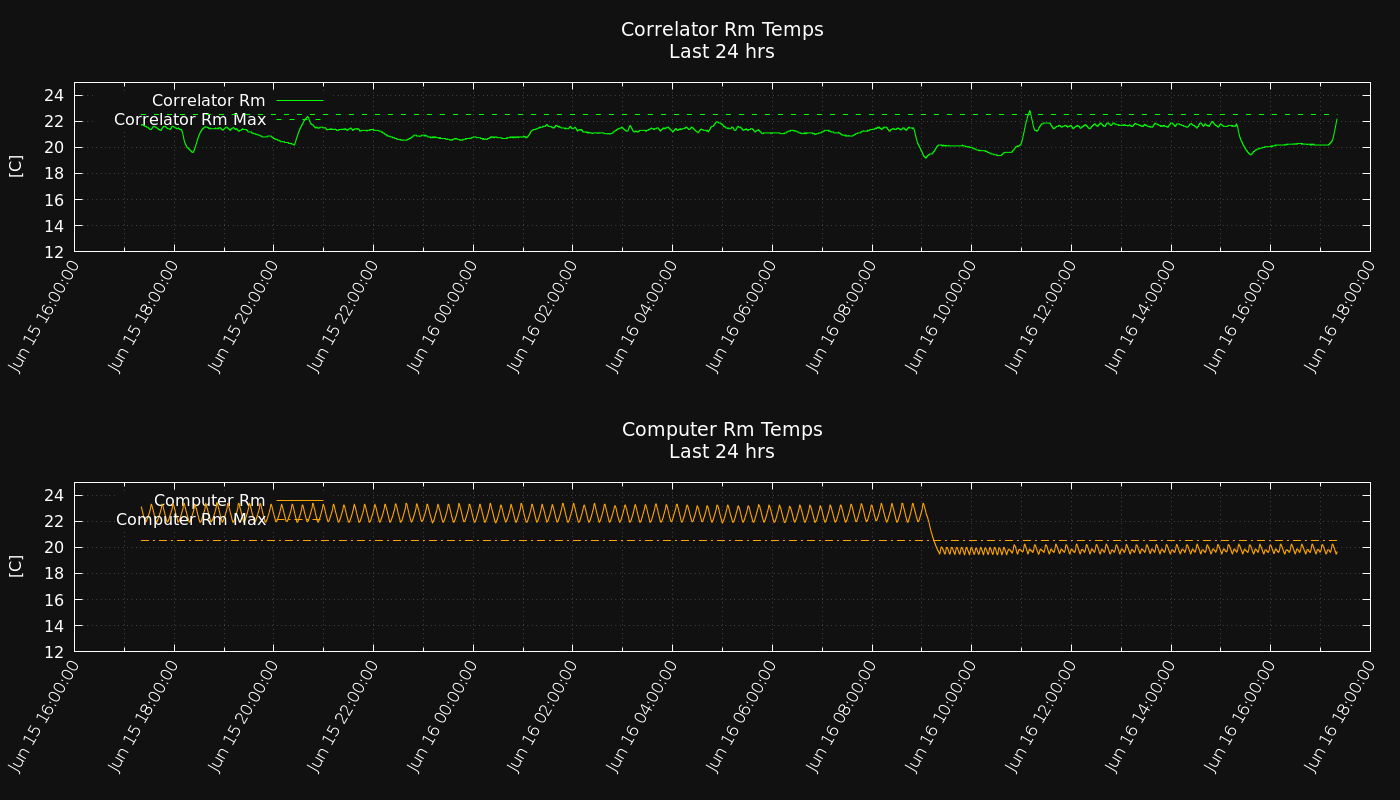 Correlator Rm Temps
Last 24 hrs
Correlator Rm
Correlator Rm Max
[C]
24
22
20
18
16
14
12
Jun 15 16:00:00
Jun 15 18:00:00
Jun 15 20:00:00
Jun 15 22:00:00
Jun 16 00:00:00
Jun 16 02:00:00
Jun 16 04:00:00
Jun 16 06:00:00
Jun 16 08:00:00
Jun 16 10:00:00
Jun 16 12:00:00
Jun 16 14:00:00
Jun 16 16:00:00
Jun 16 18:00:00
Computer Rm Temps
Last 24 hrs
Computer Rm
Computer Rm Max
[C]
24
22
20
18
16
14
12
Jun 15 16:00:00
Jun 15 18:00:00
Jun 15 20:00:00
Jun 15 22:00:00
Jun 16 00:00:00
Jun 16 02:00:00
Jun 16 04:00:00
Jun 16 06:00:00
Jun 16 08:00:00
Jun 16 10:00:00
Jun 16 12:00:00
Jun 16 14:00:00
Jun 16 16:00:00
Jun 16 18:00:00